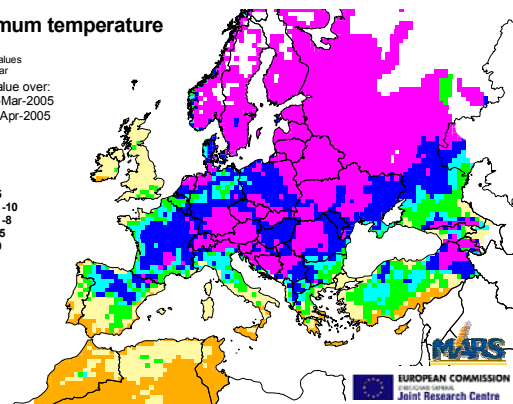 mum temperature
alues
ar
alue over:
-Mar-2005
Apr-2005
-10
-8
MARS
EUROPEAN COMMISSION
DIRECTORATE GENERAL
Joint Research Centre